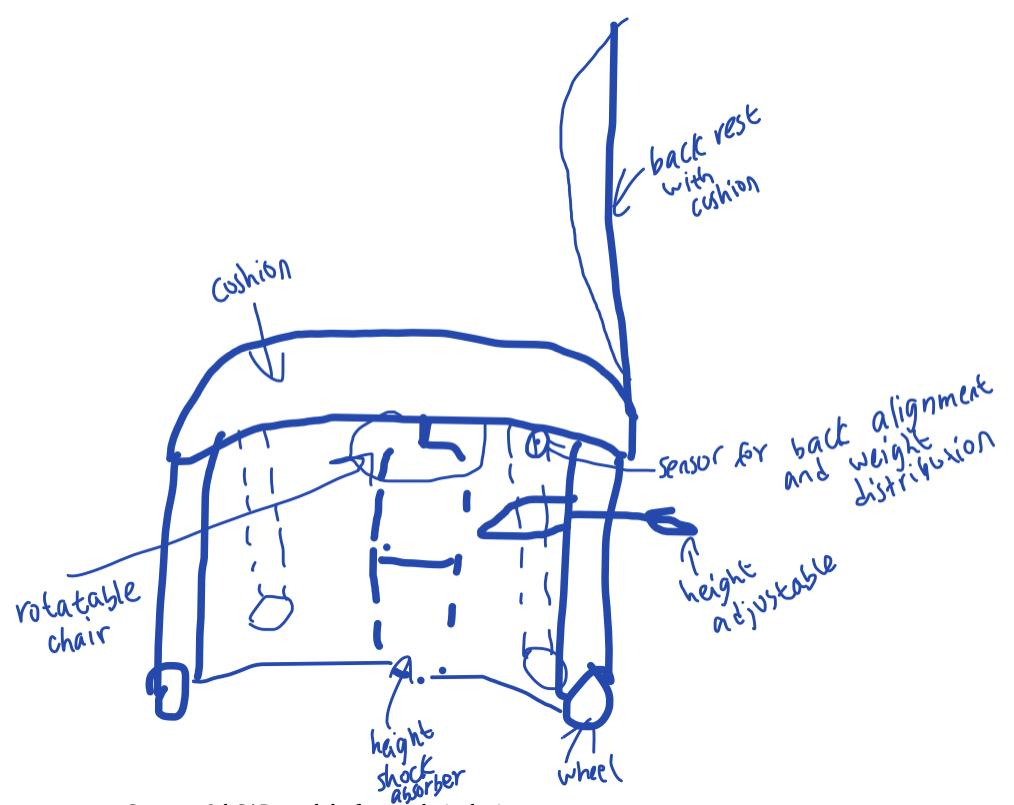 back rest
with
cushion
cushion
sensor for back alignment
and weight
distribution
height
adjustable
rotatable
chair
height
shock
absorber
wheel